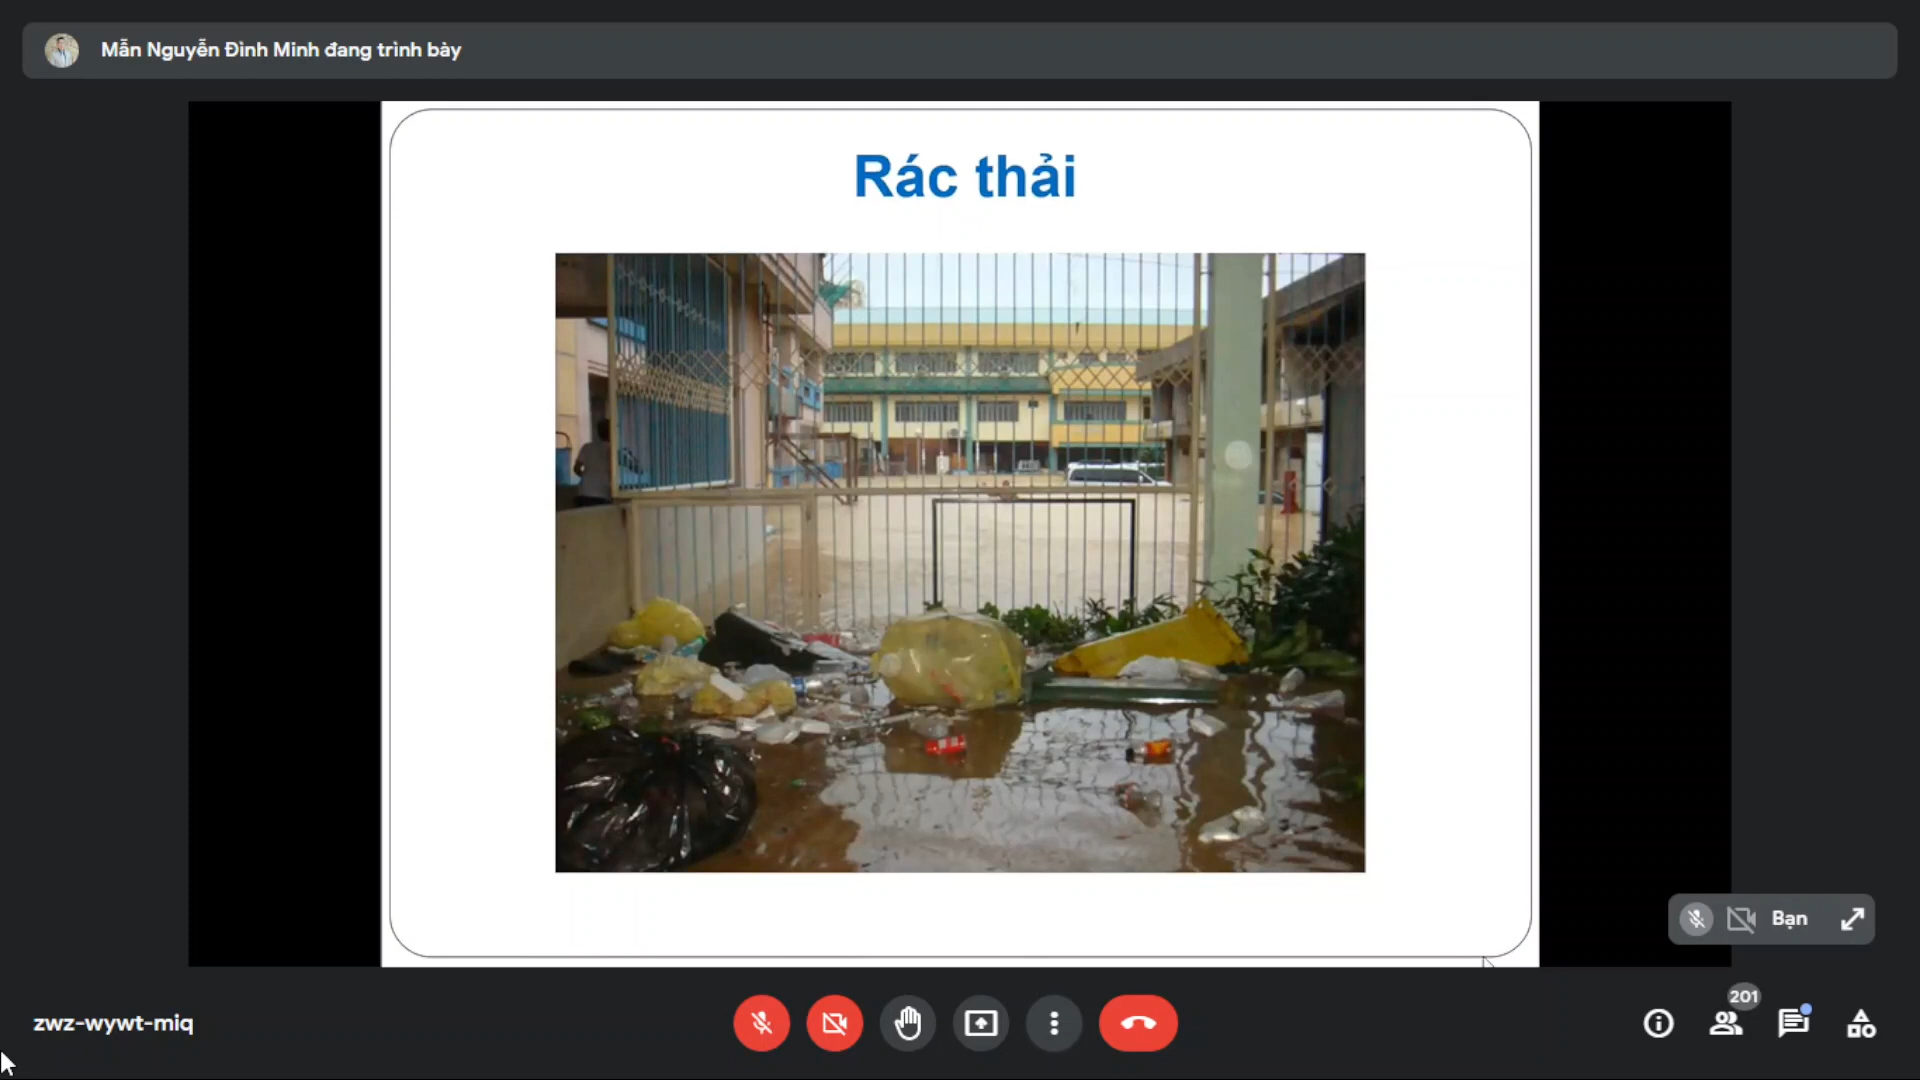 Mẫn Nguyễn Đình Minh đang trình bày
Rác thải
Bạn
zwz-wywt-miq
201